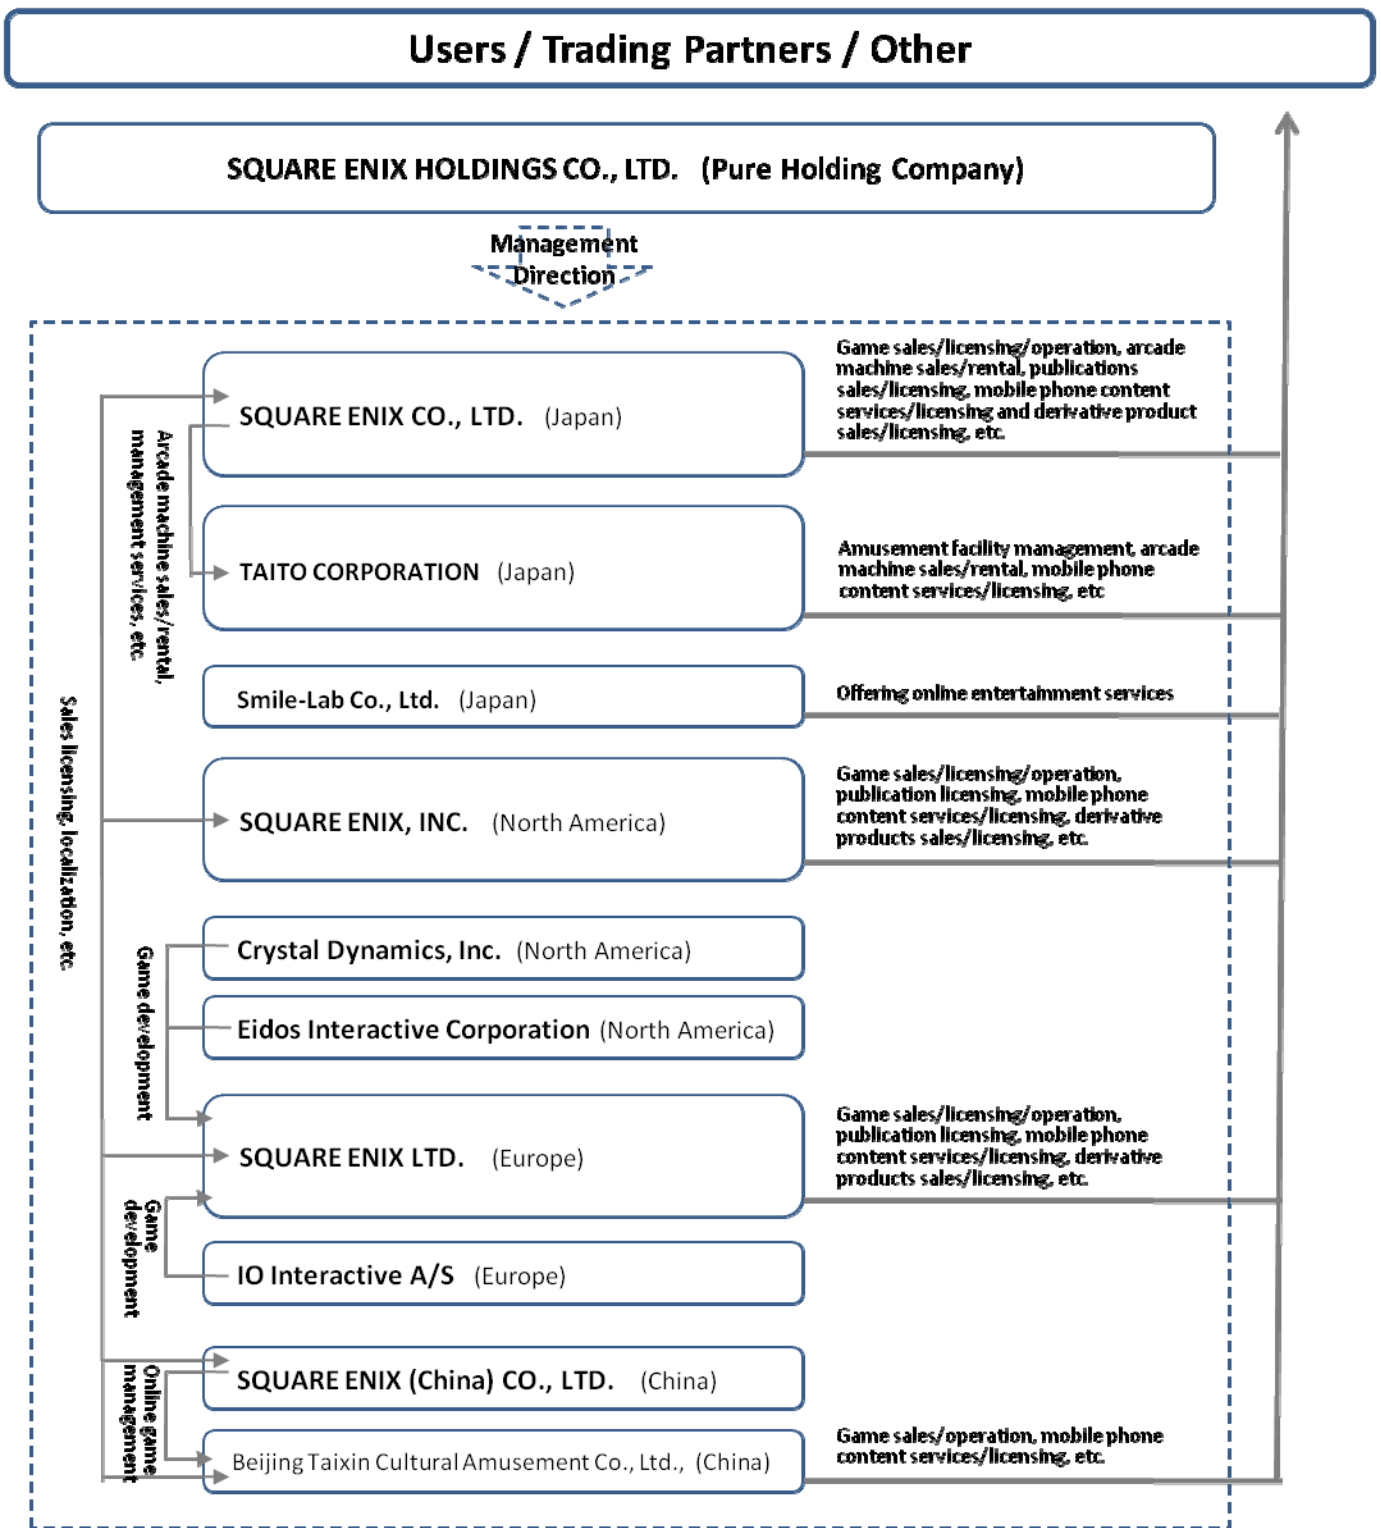 Users / Trading Partners / Other
SQUARE ENIX HOLDINGS CO., LTD. (Pure Holding Company)
Management
Direction
Game sales/licensing/operation, arcade
machine sales/rental, publications
sales/licensing, mobile phone content
services/licensing and derivative product
sales/licensing, etc.
SQUARE ENIX CO., LTD. (Japan)
Arcade machine sales/rental,
management services, etc.
TAITO CORPORATION (Japan)
Amusement facility management, arcade
machine sales/rental, mobile phone
content services/licensing, etc
Smile-Lab Co., Ltd. (Japan)
Offering online entertainment services
Sales licensing, localization, etc.
SQUARE ENIX, INC. (North America)
Game sales/licensing/operation,
publication licensing, mobile phone
content services/licensing, derivative
products sales/licensing, etc.
Crystal Dynamics, Inc. (North America)
Game development
Eidos Interactive Corporation (North America)
SQUARE ENIX LTD. (Europe)
Game sales/licensing/operation,
publication licensing, mobile phone
content services/licensing, derivative
products sales/licensing, etc.
Game
development
IO Interactive A/S (Europe)
SQUARE ENIX (China) CO., LTD. (China)
Online game
management
Beijing Taixin Cultural Amusement Co., Ltd., (China)
Game sales/operation, mobile phone
content services/licensing, etc.